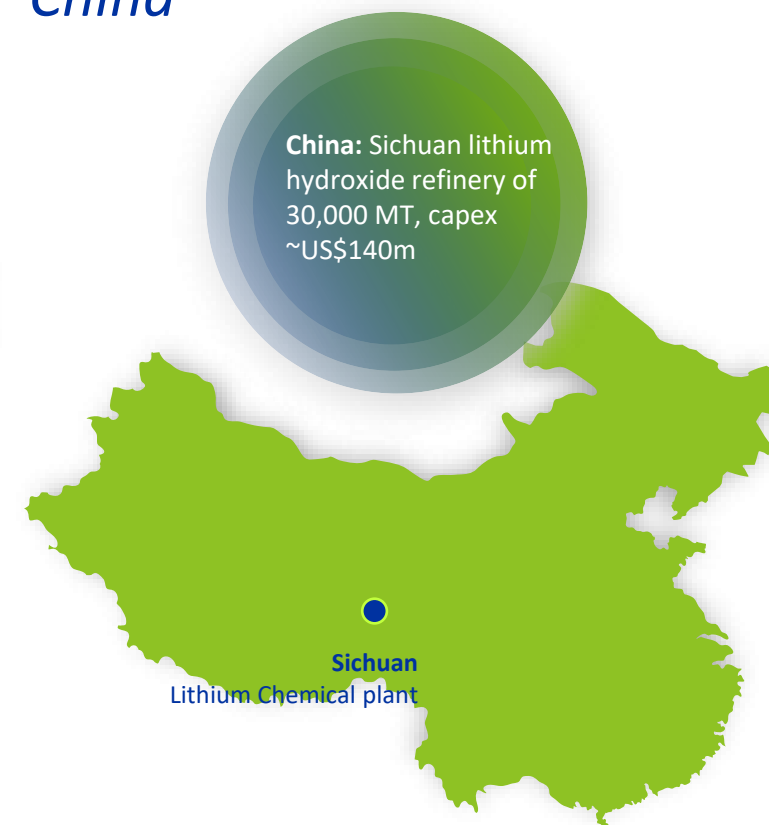 China
China: Sichuan lithium
hydroxide refinery of
30,000 MT, capex
~US$140m
Sichuan
Lithium Chemical plant